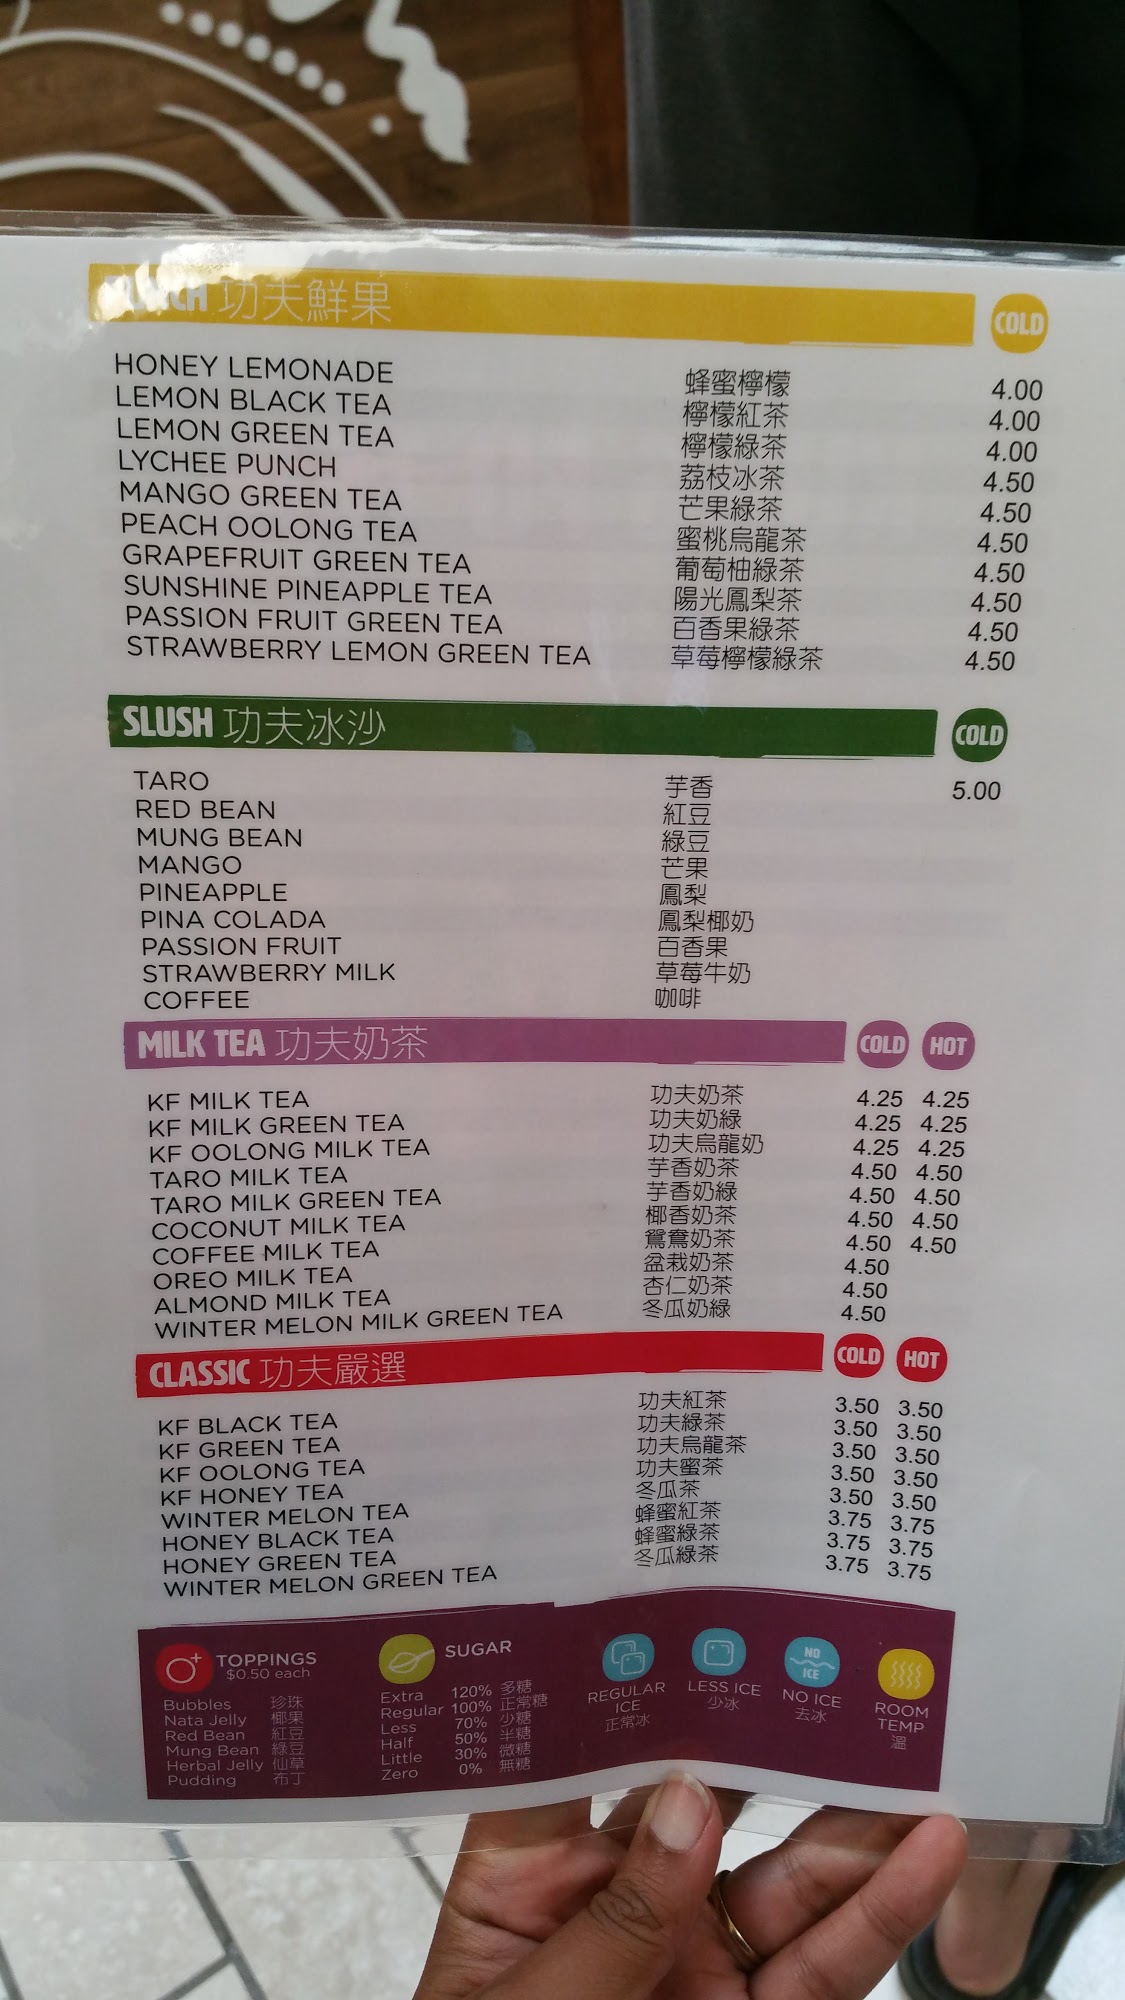 PUNCH 功夫鮮果 COLD
HONEY LEMONADE 蜂蜜檸檬 4.00
LEMON BLACK TEA 檸檬紅茶 4.00
LEMON GREEN TEA 檸檬綠茶 4.00
LYCHEE PUNCH 荔枝冰茶 4.50
MANGO GREEN TEA 芒果綠茶 4.50
PEACH OOLONG TEA 蜜桃烏龍茶 4.50
GRAPEFRUIT GREEN TEA 葡萄柚綠茶 4.50
SUNSHINE PINEAPPLE TEA 陽光鳳梨茶 4.50
PASSION FRUIT GREEN TEA 百香果綠茶 4.50
STRAWBERRY LEMON GREEN TEA 草莓檸檬綠茶 4.50
SLUSH 功夫冰沙 COLD
TARO 芋香 5.00
RED BEAN 紅豆
MUNG BEAN 綠豆
MANGO 芒果
PINEAPPLE 鳳梨
PINA COLADA 鳳梨椰奶
PASSION FRUIT 百香果
STRAWBERRY MILK 草莓牛奶
COFFEE 咖啡
MILK TEA 功夫奶茶 COLD HOT
KF MILK TEA 功夫奶茶 4.25 4.25
KF MILK GREEN TEA 功夫奶綠 4.25 4.25
KF OOLONG MILK TEA 功夫烏龍奶 4.25 4.25
TARO MILK TEA 芋香奶茶 4.50 4.50
TARO MILK GREEN TEA 芋香奶綠 4.50 4.50
COCONUT MILK TEA 椰香奶茶 4.50 4.50
COFFEE MILK TEA 鴛鴦奶茶 4.50 4.50
OREO MILK TEA 盆栽奶茶 4.50
ALMOND MILK TEA 杏仁奶茶 4.50
WINTER MELON MILK GREEN TEA 冬瓜奶綠 4.50
CLASSIC 功夫嚴選 COLD HOT
KF BLACK TEA 功夫紅茶 3.50 3.50
KF GREEN TEA 功夫綠茶 3.50 3.50
KF OOLONG TEA 功夫烏龍茶 3.50 3.50
KF HONEY TEA 功夫蜜茶 3.50 3.50
WINTER MELON TEA 冬瓜茶 3.50 3.50
HONEY BLACK TEA 蜂蜜紅茶 3.75 3.75
HONEY GREEN TEA 蜂蜜綠茶 3.75 3.75
WINTER MELON GREEN TEA 冬瓜綠茶 3.75 3.75
TOPPINGS
$0.50 each
Bubbles 珍珠
Nata Jelly 椰果
Red Bean 紅豆
Mung Bean 綠豆
Herbal Jelly 仙草
Pudding 布丁
SUGAR
Extra 120% 多糖
Regular 100% 正常糖
Less 70% 少糖
Half 50% 半糖
Little 30% 微糖
Zero 0% 無糖
REGULAR
ICE
正常冰
LESS ICE
少冰
NO
ICE
NO ICE
去冰
ROOM
TEMP
溫